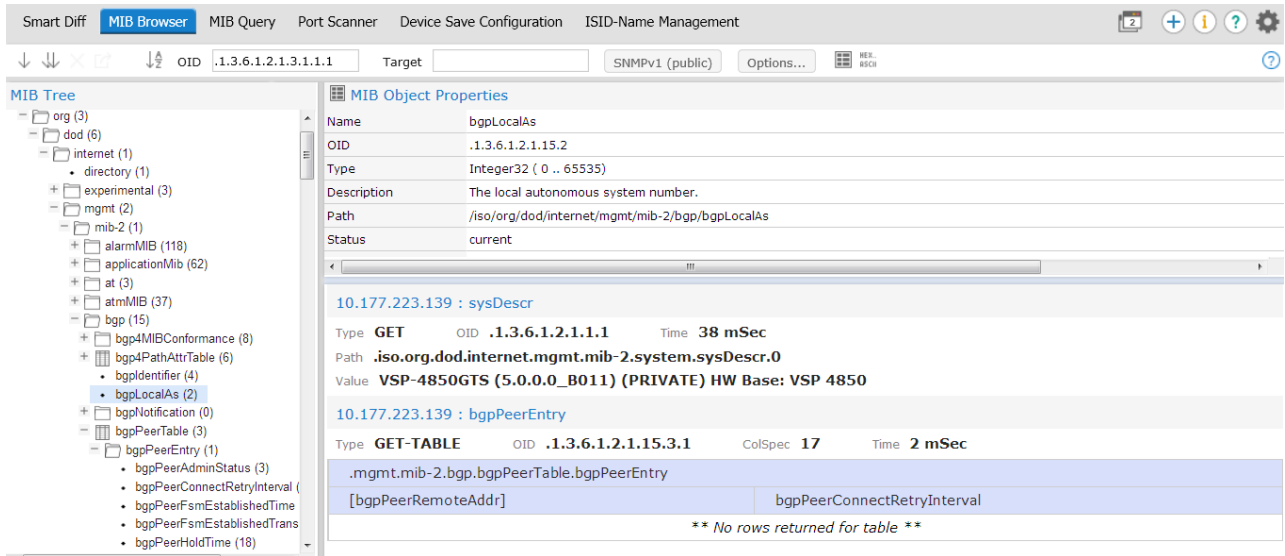 Smart Diff MIB Browser MIB Query Port Scanner Device Save Configuration ISID-Name Management 2 + i ?
A Z OID .1.3.6.1.2.1.3.1.1.1 Target SNMPv1 (public) Options... HEX.. ASCII ?
MIB Tree
org (3)
dod (6)
internet (1)
directory (1)
experimental (3)
mgmt (2)
mib-2 (1)
alarmMIB (118)
applicationMib (62)
at (3)
atmMIB (37)
bgp (15)
bgp4MIBConformance (8)
bgp4PathAttrTable (6)
bgpIdentifier (4)
bgpLocalAs (2)
bgpNotification (0)
bgpPeerTable (3)
bgpPeerEntry (1)
bgpPeerAdminStatus (3)
bgpPeerConnectRetryInterval (
bgpPeerFsmEstablishedTime
bgpPeerFsmEstablishedTrans
bgpPeerHoldTime (18)
MIB Object Properties
Name bgpLocalAs
OID .1.3.6.1.2.1.15.2
Type Integer32 ( 0 .. 65535)
Description The local autonomous system number.
Path /iso/org/dod/internet/mgmt/mib-2/bgp/bgpLocalAs
Status current
10.177.223.139 : sysDescr
Type GET OID .1.3.6.1.2.1.1.1 Time 38 mSec
Path .iso.org.dod.internet.mgmt.mib-2.system.sysDescr.0
Value VSP-4850GTS (5.0.0.0_B011) (PRIVATE) HW Base: VSP 4850
10.177.223.139 : bgpPeerEntry
Type GET-TABLE OID .1.3.6.1.2.1.15.3.1 ColSpec 17 Time 2 mSec
.mgmt.mib-2.bgp.bgpPeerTable.bgpPeerEntry
[bgpPeerRemoteAddr] bgpPeerConnectRetryInterval
** No rows returned for table **